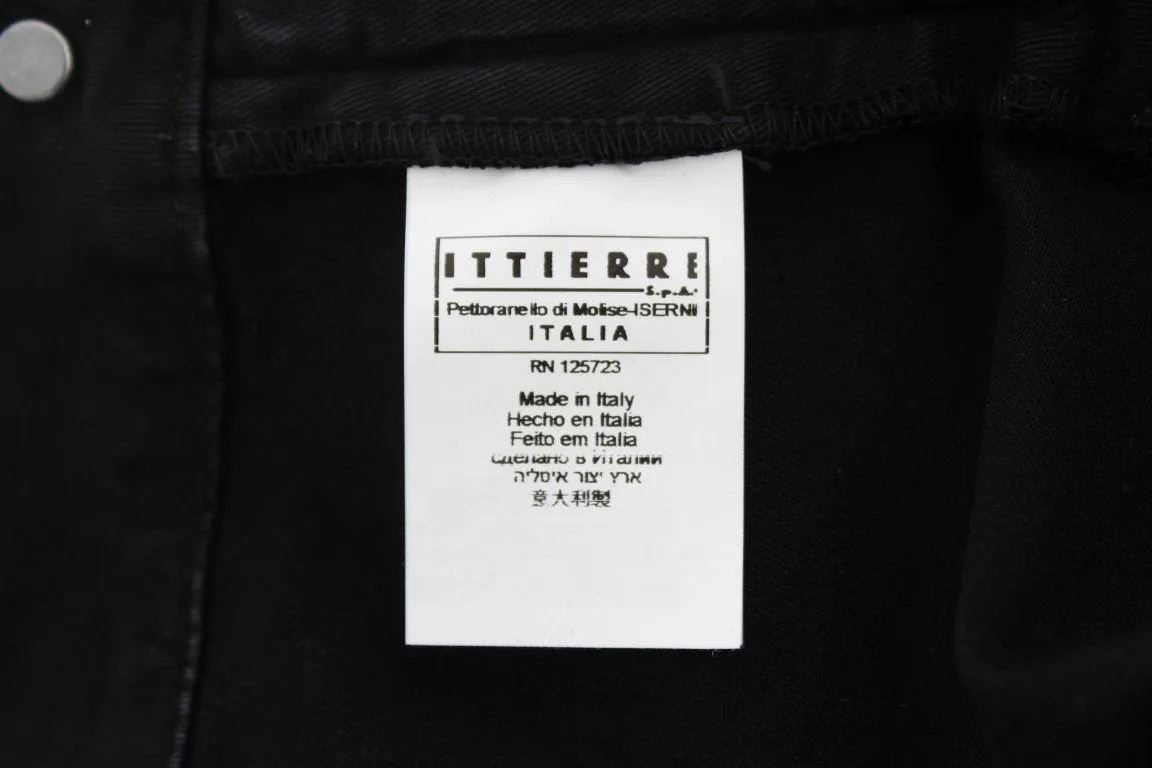 ITTIERRE
S.p.A.
Pettoranello di Molise-ISERNI
ITALIA
RN 125723
Made in Italy
Hecho en Italia
Feito em Italia
Сделано в Италии
ארץ יצור איטליה
意大利製